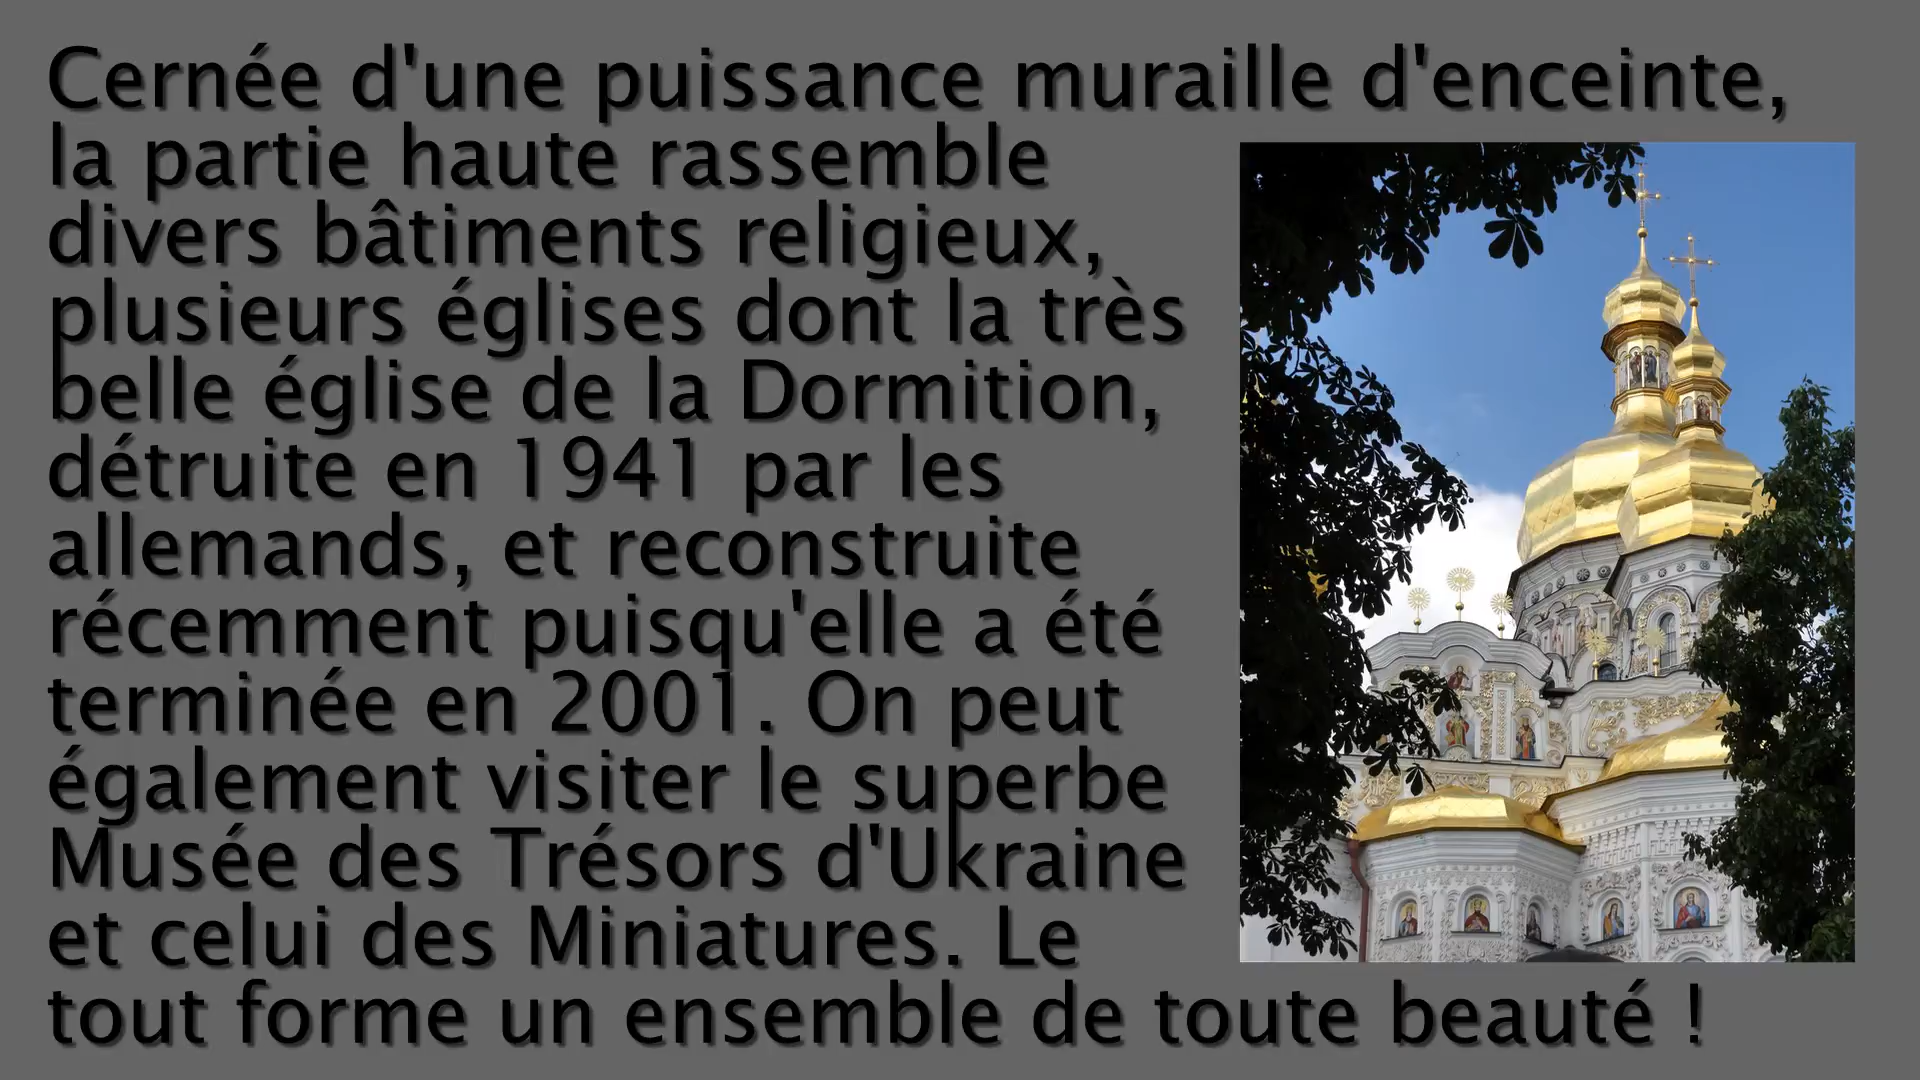 Cernée d'une puissance muraille d'enceinte,
la partie haute rassemble
divers bâtiments religieux,
plusieurs églises dont la très
belle église de la Dormition,
détruite en 1941 par les
allemands, et reconstruite
récemment puisqu'elle a été
terminée en 2001. On peut
également visiter le superbe
Musée des Trésors d'Ukraine
et celui des Miniatures. Le
tout forme un ensemble de toute beauté !